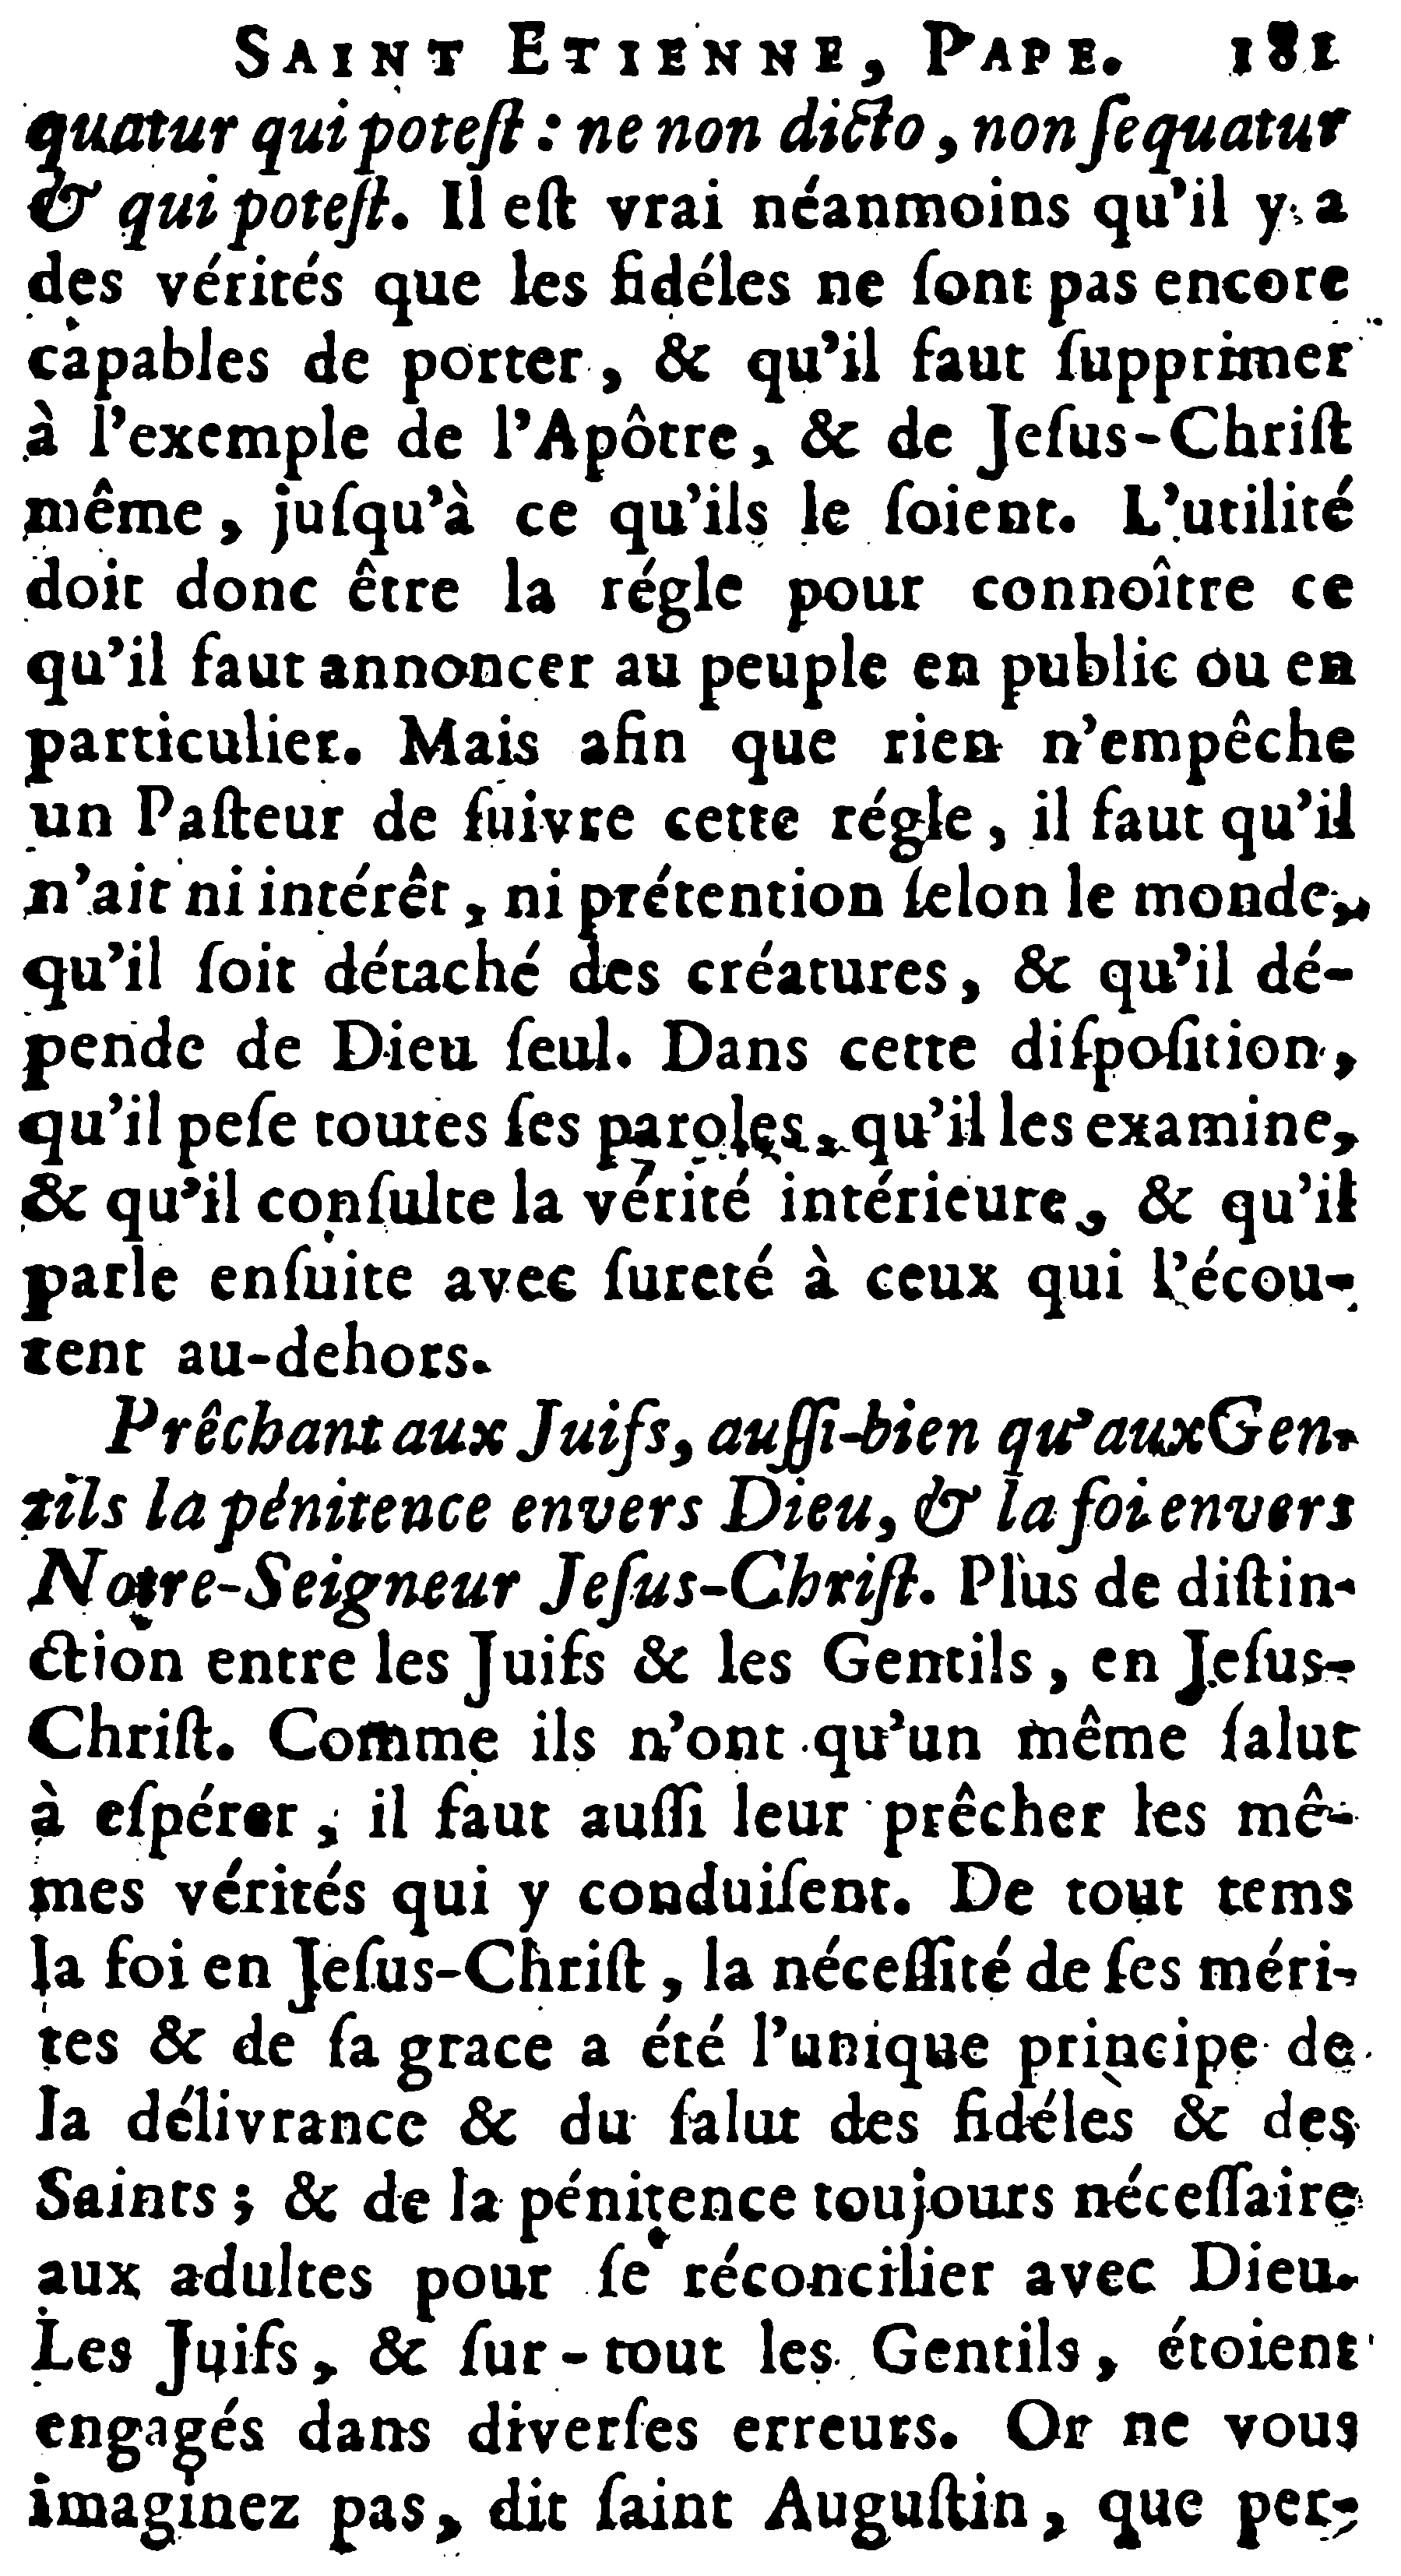 SAINT ETIENNE, PAPE. 181
quatur qui poteſt : ne non dicto, non ſequatur
& qui poteſt. Il eſt vrai néanmoins qu'il y a
des vérités que les fidéles ne ſont pas encore
capables de porter, & qu'il faut ſupprimer
à l'exemple de l'Apôtre, & de Jeſus-Chriſt
même, juſqu'à ce qu'ils le ſoient. L'utilité
doit donc être la régle pour connoître ce
qu'il faut annoncer au peuple en public ou en
particulier. Mais afin que rien n'empêche
un Paſteur de ſuivre cette régle, il faut qu'il
n'ait ni intérêt, ni prétention ſelon le monde,
qu'il ſoit détaché des créatures, & qu'il dé-
pende de Dieu ſeul. Dans cette diſpoſition,
qu'il peſe toutes ſes paroles, qu'il les examine,
& qu'il conſulte la vérité intérieure, & qu'il
parle enſuite avec ſureté à ceux qui l'écou-
tent au-dehors.
Prêchant aux Juifs, auſſi-bien qu'aux Gen-
tils la pénitence envers Dieu, & la foi envers
Notre-Seigneur Jeſus-Chriſt. Plus de diſtin-
ction entre les Juifs & les Gentils, en Jeſus-
Chriſt. Comme ils n'ont qu'un même ſalut
à eſpérer, il faut auſſi leur prêcher les mê-
mes vérités qui y conduiſent. De tout tems
la foi en Jeſus-Chriſt, la néceſſité de ſes méri-
tes & de ſa grace a été l'unique principe de
la délivrance & du ſalut des fidéles & des
Saints ; & de la pénitence toujours néceſſaire
aux adultes pour ſe réconcilier avec Dieu.
Les Juifs, & ſur-tout les Gentils, étoient
engagés dans diverſes erreurs. Or ne vous
imaginez pas, dit ſaint Auguſtin, que per-